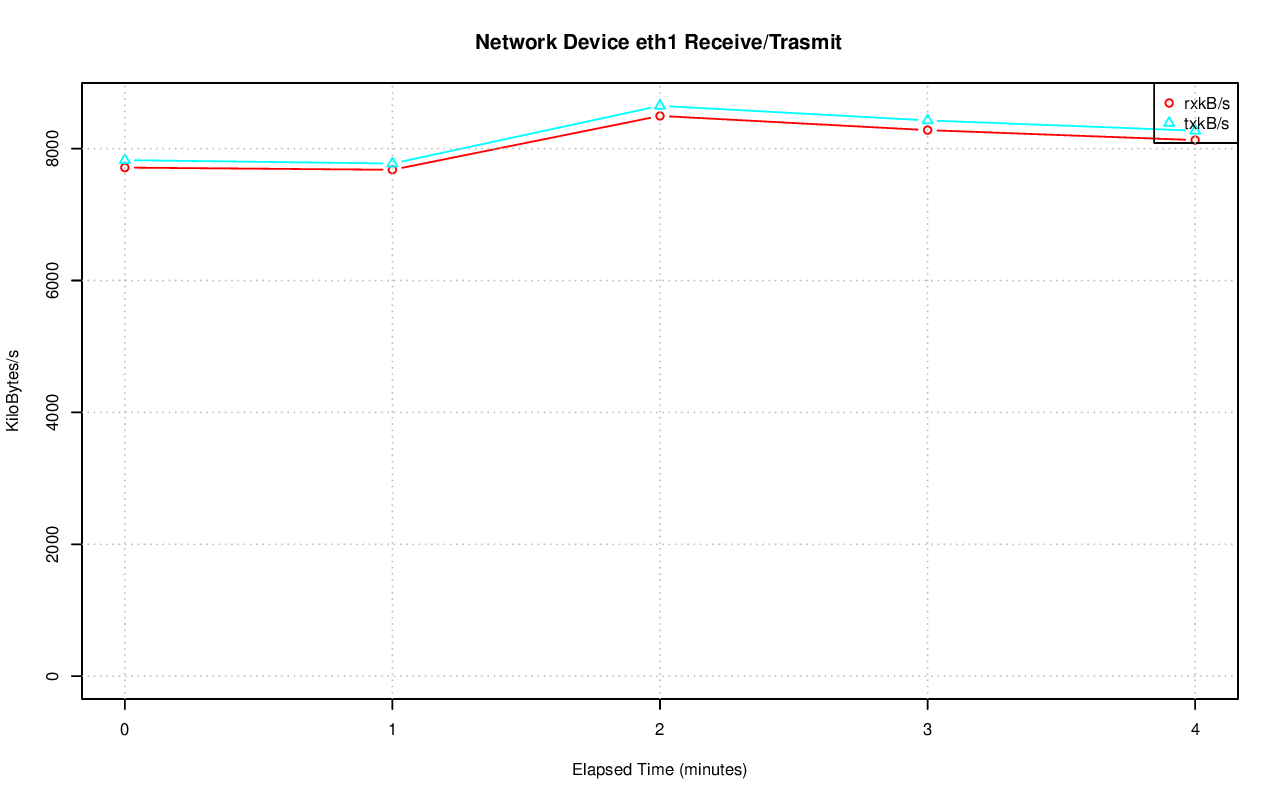 Network Device eth1 Receive/Trasmit
rxkB/s
txkB/s
KiloBytes/s
8000
6000
4000
2000
0
0 1 2 3 4
Elapsed Time (minutes)